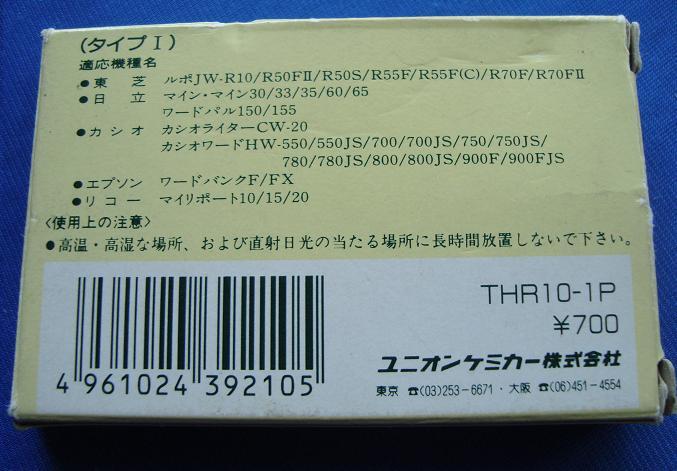 (タイプⅠ)
適応機種名
●東芝 ルポJW-R10/R50FⅡ/R50S/R55F/R55F(C)/R70F/R70FⅡ
●日立 マイン・マイン30/33/35/60/65
ワードパル150/155
●カシオ カシオライターCW-20
カシオワードHW-550/550JS/700/700JS/750/750JS/
780/780JS/800/800JS/900F/900FJS
●エプソン ワードバンクF/FX
●リコー マイリポート10/15/20
〈使用上の注意〉
●高温・高湿な場所、および直射日光の当たる場所に長時間放置しないで下さい。
THR10-1P
¥700
ユニオンケミカー株式会社
4 961024 392105
東京 ☎(03)253-6671・大阪 ☎(06)451-4554